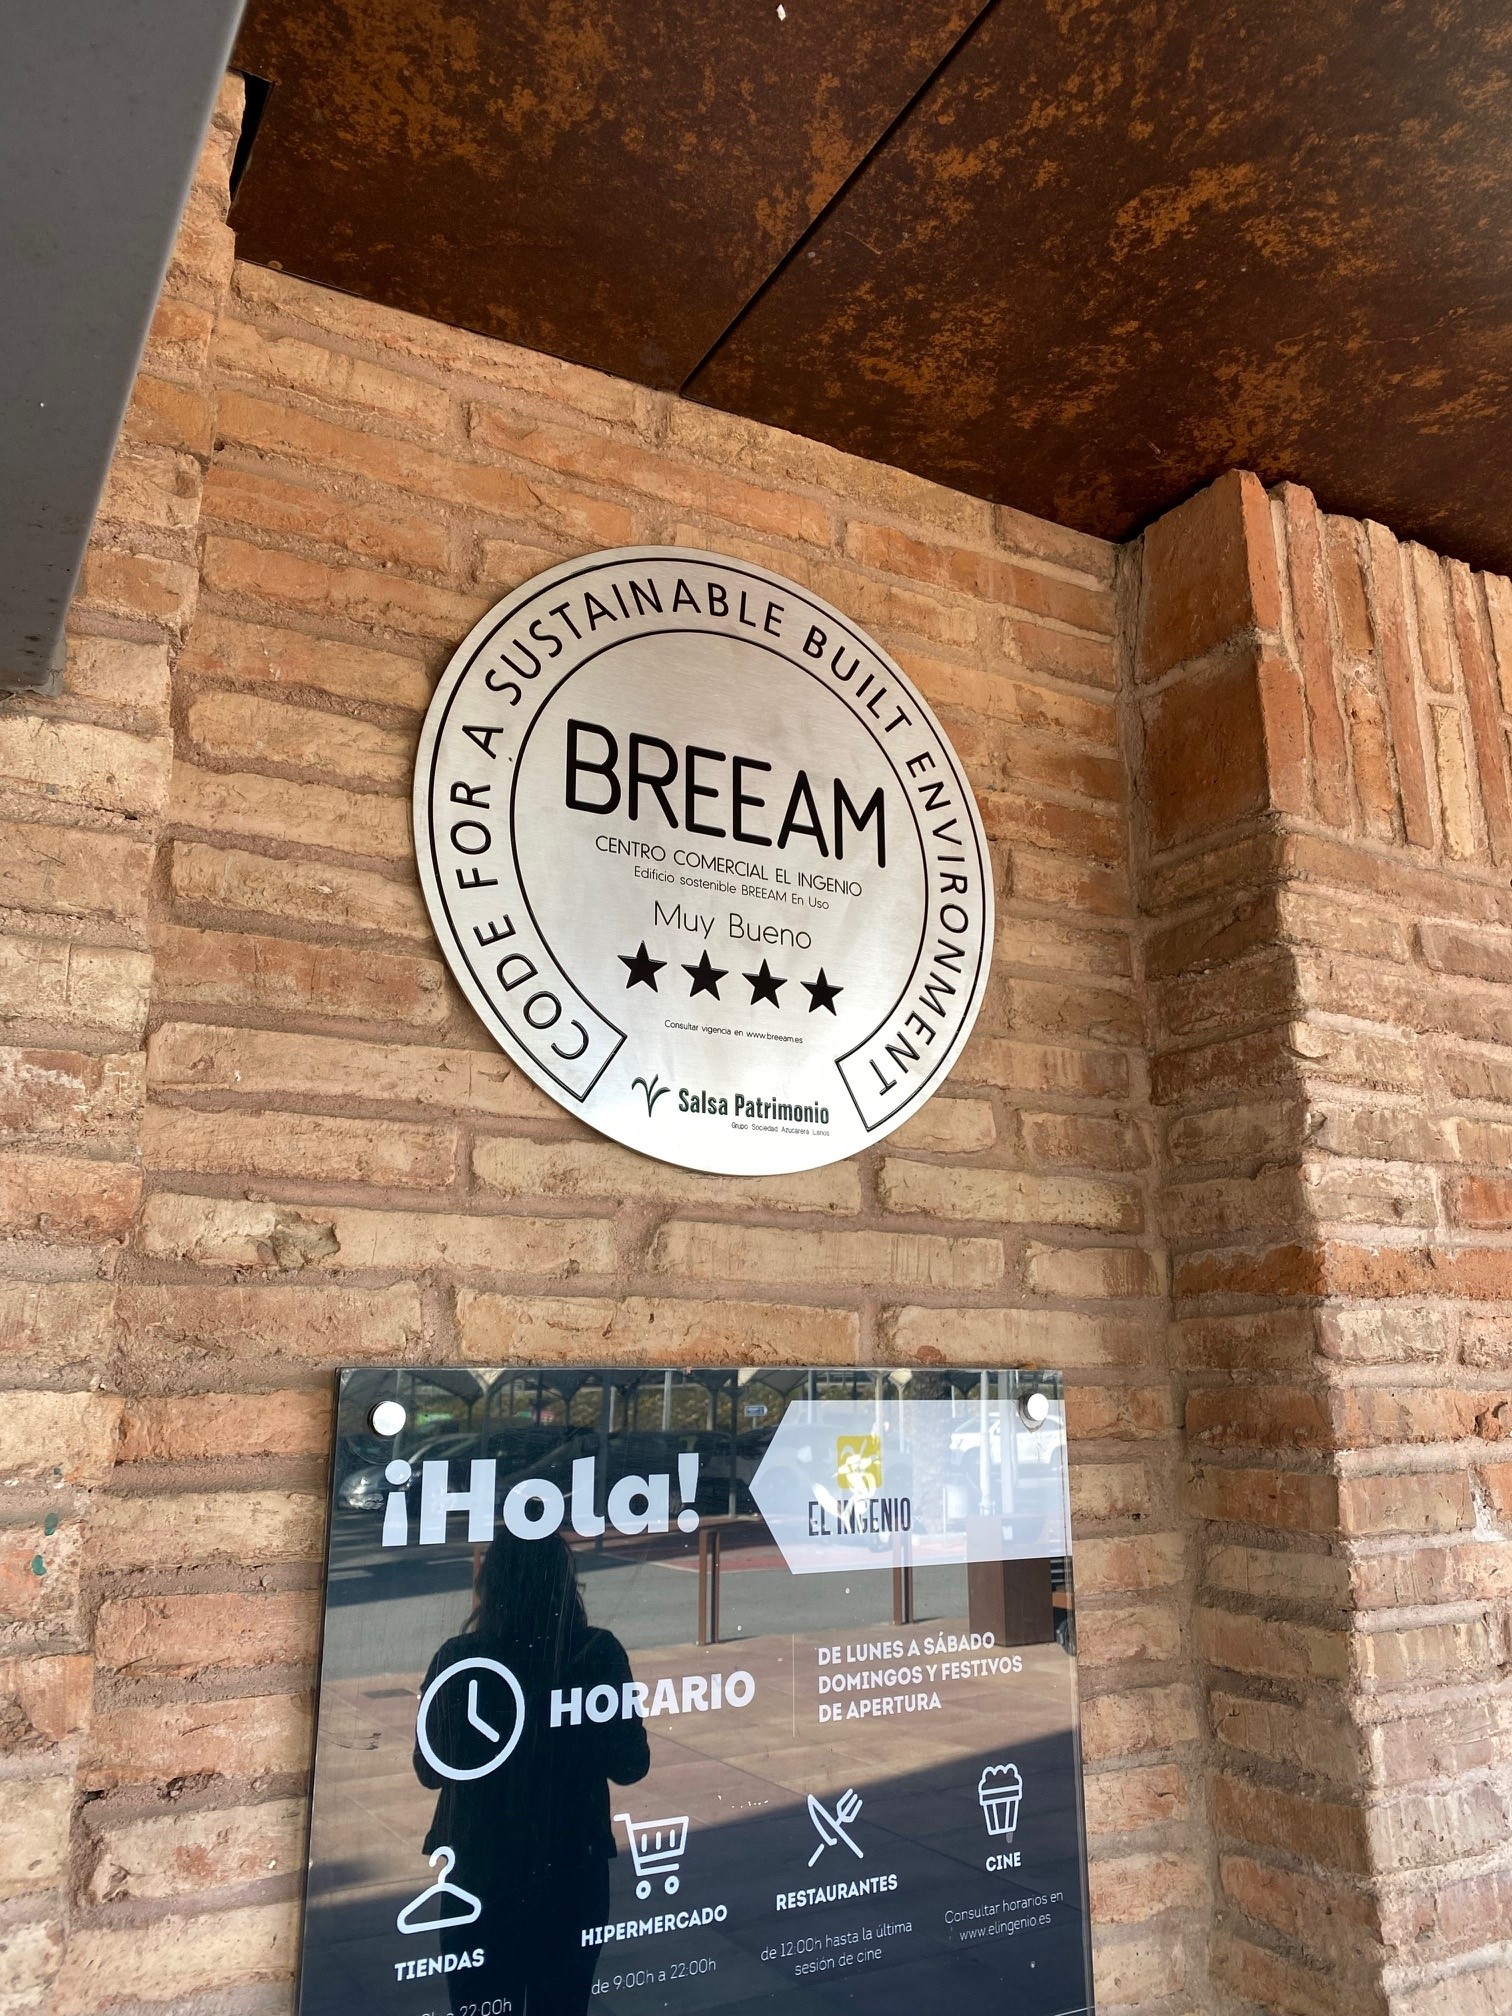 CODE FOR A SUSTAINABLE BUILT ENVIRONMENT
BREEAM
CENTRO COMERCIAL EL INGENIO
Edificio sostenible BREEAM En Uso
Muy Bueno
Consultar vigencia en www.breeam.es
Salsa Patrimonio
Grupo Sociedad Azucarera Larios
¡Hola!
EL INGENIO
HORARIO
DE LUNES A SÁBADO
DOMINGOS Y FESTIVOS
DE APERTURA
TIENDAS
a 22:00h
HIPERMERCADO
de 9:00h a 22:00h
RESTAURANTES
de 12:00h hasta la última
sesión de cine
CINE
Consultar horarios en
www.elingenio.es